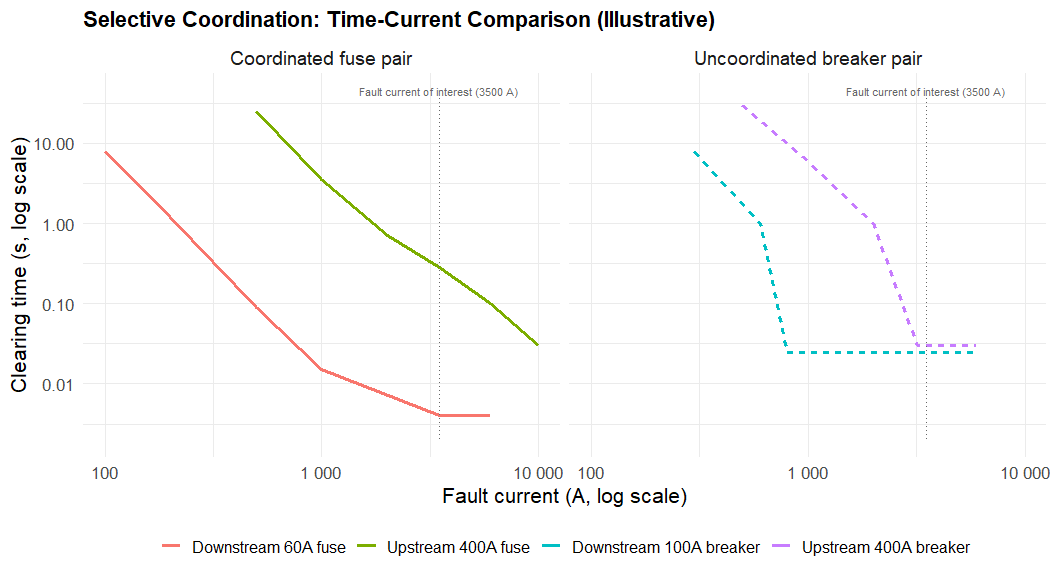 Selective Coordination: Time-Current Comparison (Illustrative)
Coordinated fuse pair
Uncoordinated breaker pair
Fault current of interest (3500 A)
Fault current of interest (3500 A)
Clearing time (s, log scale)
10.00
1.00
0.10
0.01
100
1 000
10 000
100
1 000
10 000
Fault current (A, log scale)
Downstream 60A fuse
Upstream 400A fuse
Downstream 100A breaker
Upstream 400A breaker